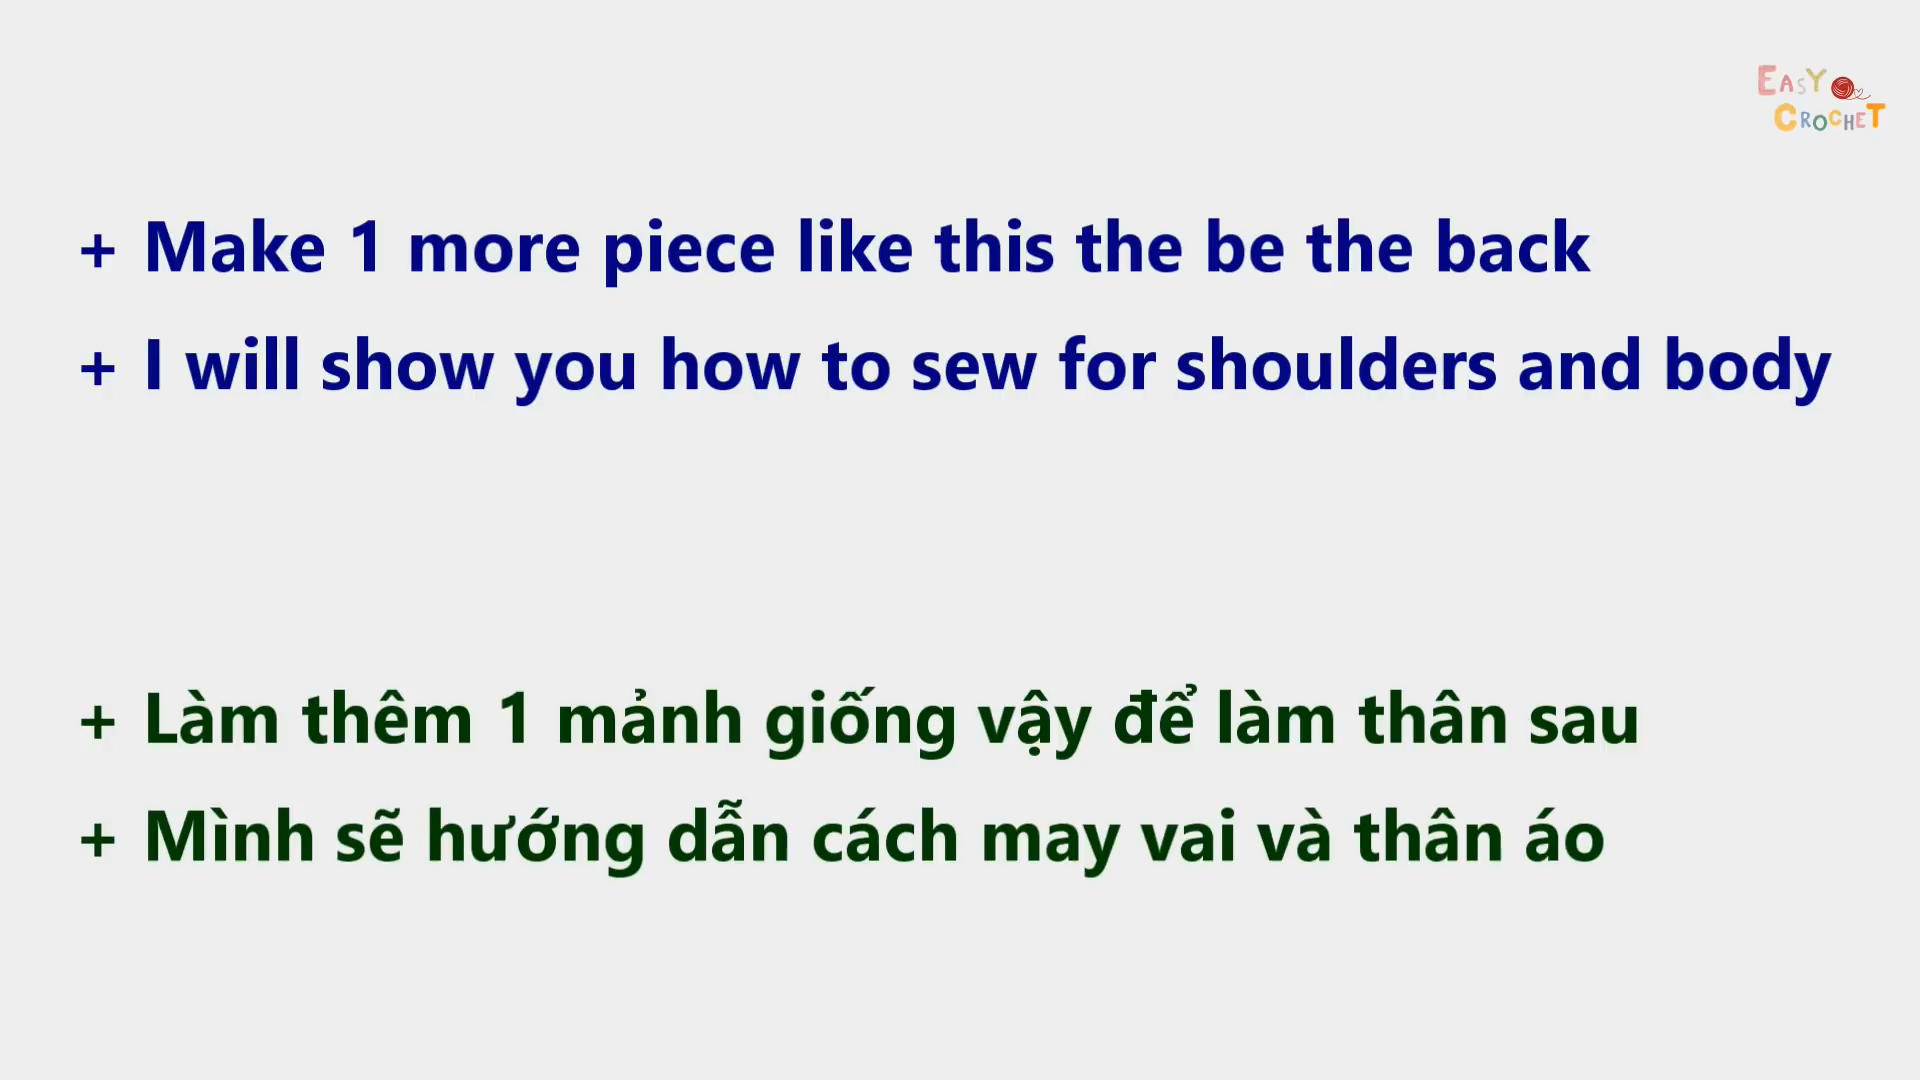 EASY
CROCHET
+ Make 1 more piece like this the be the back
+ I will show you how to sew for shoulders and body
+ Làm thêm 1 mảnh giống vậy để làm thân sau
+ Mình sẽ hướng dẫn cách may vai và thân áo